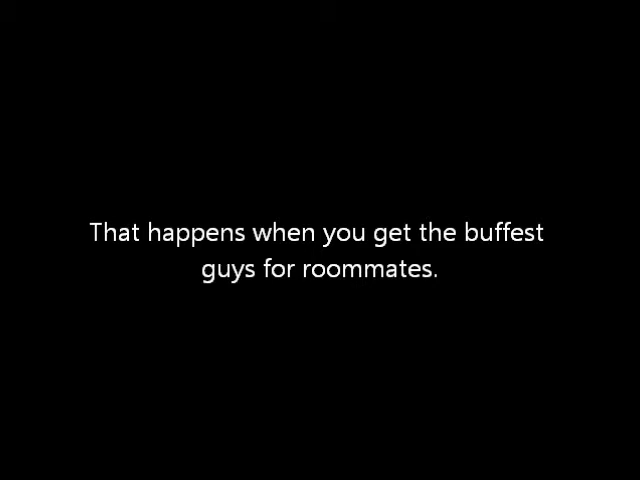 That happens when you get the buffest
guys for roommates.